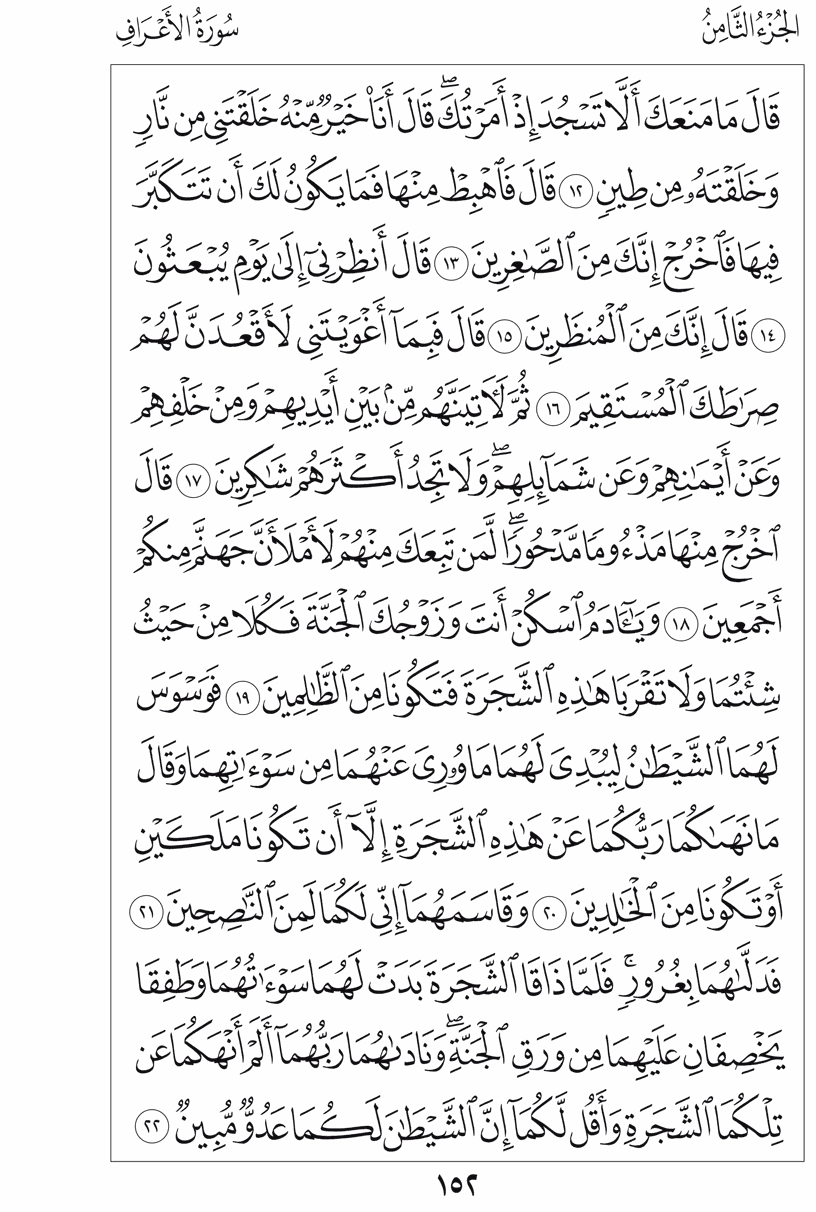 الجُزْءُ الثَّامِنُ
سُورَةُ الأَعْرَافِ
قَالَ مَا مَنَعَكَ أَلَّا تَسۡجُدَ إِذۡ أَمَرۡتُكَۖ قَالَ أَنَا۠ خَيۡرٞ مِّنۡهُ خَلَقۡتَنِي مِن نَّارٖ
وَخَلَقۡتَهُۥ مِن طِينٖ ١٢ قَالَ فَٱهۡبِطۡ مِنۡهَا فَمَا يَكُونُ لَكَ أَن تَتَكَبَّرَ
فِيهَا فَٱخۡرُجۡ إِنَّكَ مِنَ ٱلصَّٰغِرِينَ ١٣ قَالَ أَنظِرۡنِيٓ إِلَىٰ يَوۡمِ يُبۡعَثُونَ
١٤ قَالَ إِنَّكَ مِنَ ٱلۡمُنظَرِينَ ١٥ قَالَ فَبِمَآ أَغۡوَيۡتَنِي لَأَقۡعُدَنَّ لَهُمۡ
صِرَٰطَكَ ٱلۡمُسۡتَقِيمَ ١٦ ثُمَّ لَأٓتِيَنَّهُم مِّنۢ بَيۡنِ أَيۡدِيهِمۡ وَمِنۡ خَلۡفِهِمۡ
وَعَنۡ أَيۡمَٰنِهِمۡ وَعَن شَمَآئِلِهِمۡۖ وَلَا تَجِدُ أَكۡثَرَهُمۡ شَٰكِرِينَ ١٧ قَالَ
ٱخۡرُجۡ مِنۡهَا مَذۡءُومٗا مَّدۡحُورٗاۖ لَّمَن تَبِعَكَ مِنۡهُمۡ لَأَمۡلَأَنَّ جَهَنَّمَ مِنكُمۡ
أَجۡمَعِينَ ١٨ وَيَٰٓـَٔادَمُ ٱسۡكُنۡ أَنتَ وَزَوۡجُكَ ٱلۡجَنَّةَ فَكُلَا مِنۡ حَيۡثُ
شِئۡتُمَا وَلَا تَقۡرَبَا هَٰذِهِ ٱلشَّجَرَةَ فَتَكُونَا مِنَ ٱلظَّٰلِمِينَ ١٩ فَوَسۡوَسَ
لَهُمَا ٱلشَّيۡطَٰنُ لِيُبۡدِيَ لَهُمَا مَا وُۥرِيَ عَنۡهُمَا مِن سَوۡءَٰتِهِمَا وَقَالَ
مَا نَهَىٰكُمَا رَبُّكُمَا عَنۡ هَٰذِهِ ٱلشَّجَرَةِ إِلَّآ أَن تَكُونَا مَلَكَيۡنِ
أَوۡ تَكُونَا مِنَ ٱلۡخَٰلِدِينَ ٢٠ وَقَاسَمَهُمَآ إِنِّي لَكُمَا لَمِنَ ٱلنَّٰصِحِينَ ٢١
فَدَلَّىٰهُمَا بِغُرُورٖۚ فَلَمَّا ذَاقَا ٱلشَّجَرَةَ بَدَتۡ لَهُمَا سَوۡءَٰتُهُمَا وَطَفِقَا
يَخۡصِفَانِ عَلَيۡهِمَا مِن وَرَقِ ٱلۡجَنَّةِۖ وَنَادَىٰهُمَا رَبُّهُمَآ أَلَمۡ أَنۡهَكُمَا عَن
تِلۡكُمَا ٱلشَّجَرَةِ وَأَقُل لَّكُمَآ إِنَّ ٱلشَّيۡطَٰنَ لَكُمَا عَدُوّٞ مُّبِينٞ ٢٢
١٥٢